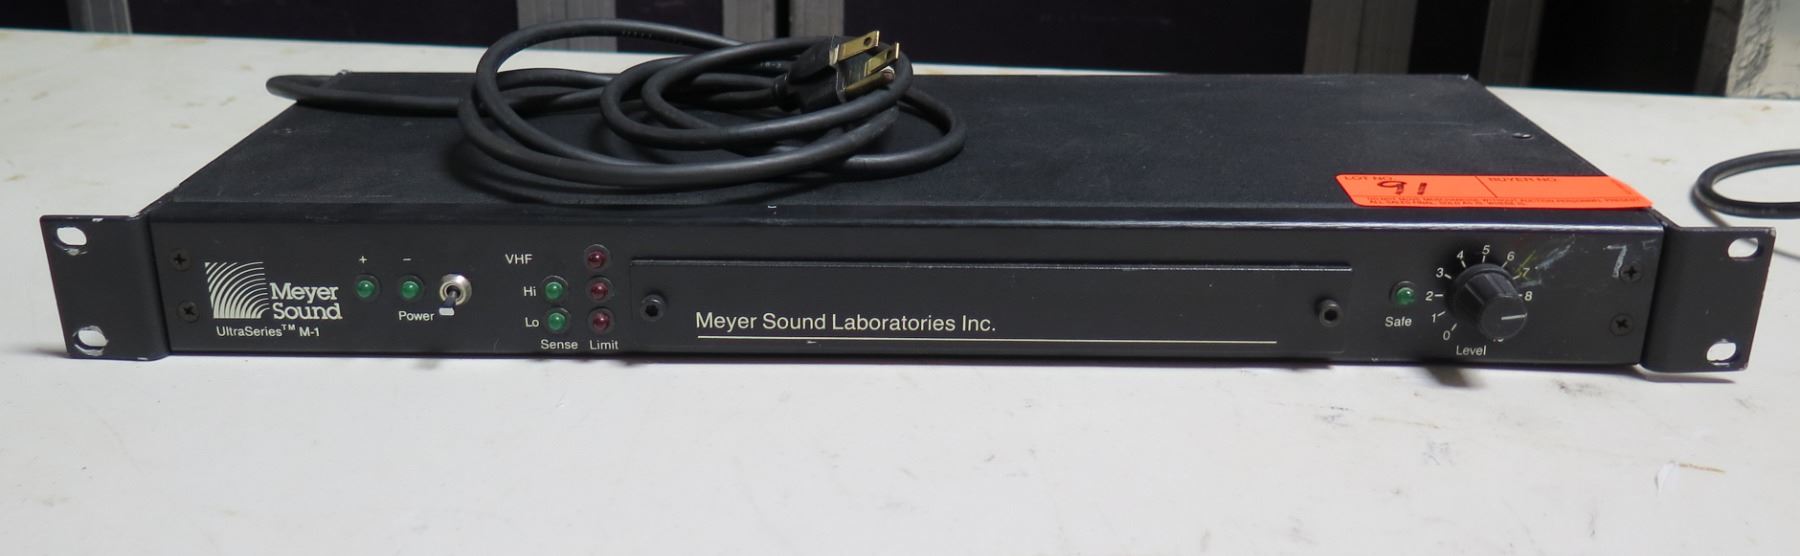 LOT NO. 91 BUYER NO.
Meyer
Sound
UltraSeries™ M-1
+ −
Power
VHF
Hi
Lo
Sense Limit
Meyer Sound Laboratories Inc.
Safe
0 1 2 3 4 5 6 7 8
Level
7